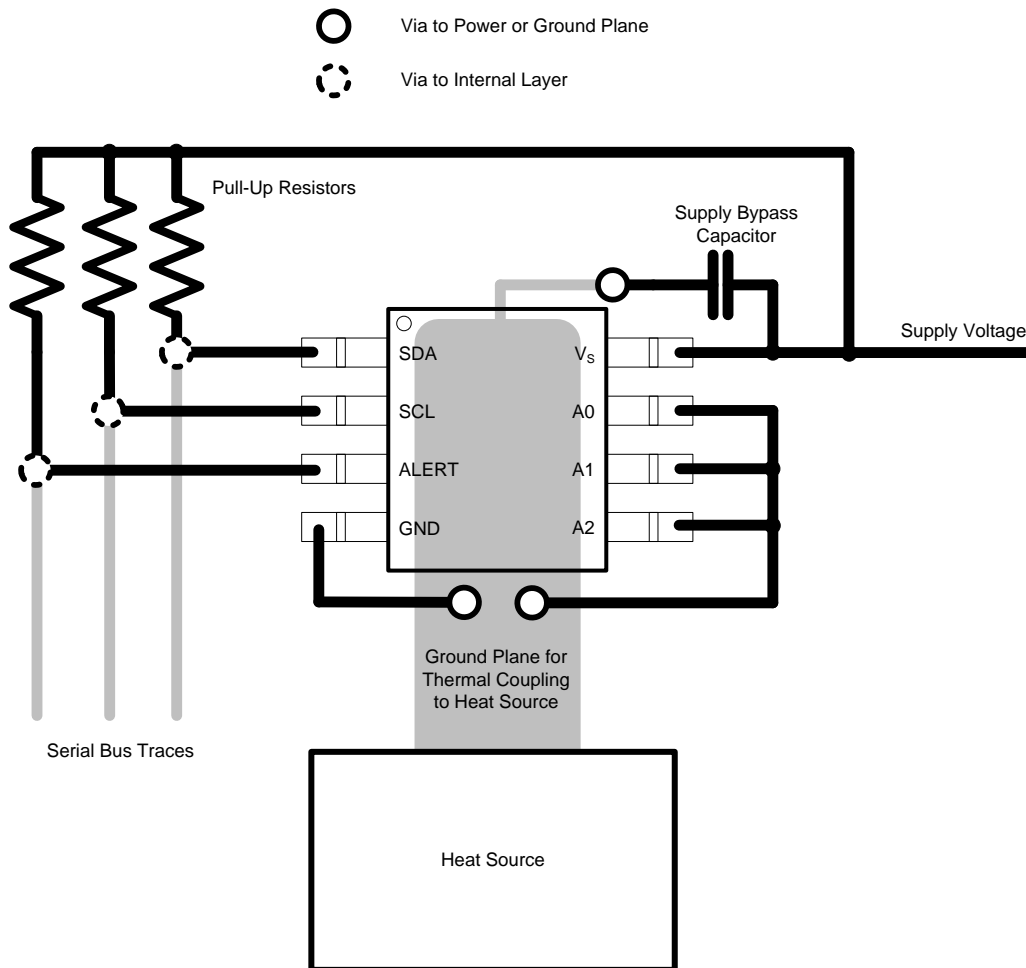 Via to Power or Ground Plane
Via to Internal Layer
Pull-Up Resistors
Supply Bypass
Capacitor
Supply Voltage
SDA
SCL
ALERT
GND
VS
A0
A1
A2
Ground Plane for
Thermal Coupling
to Heat Source
Serial Bus Traces
Heat Source